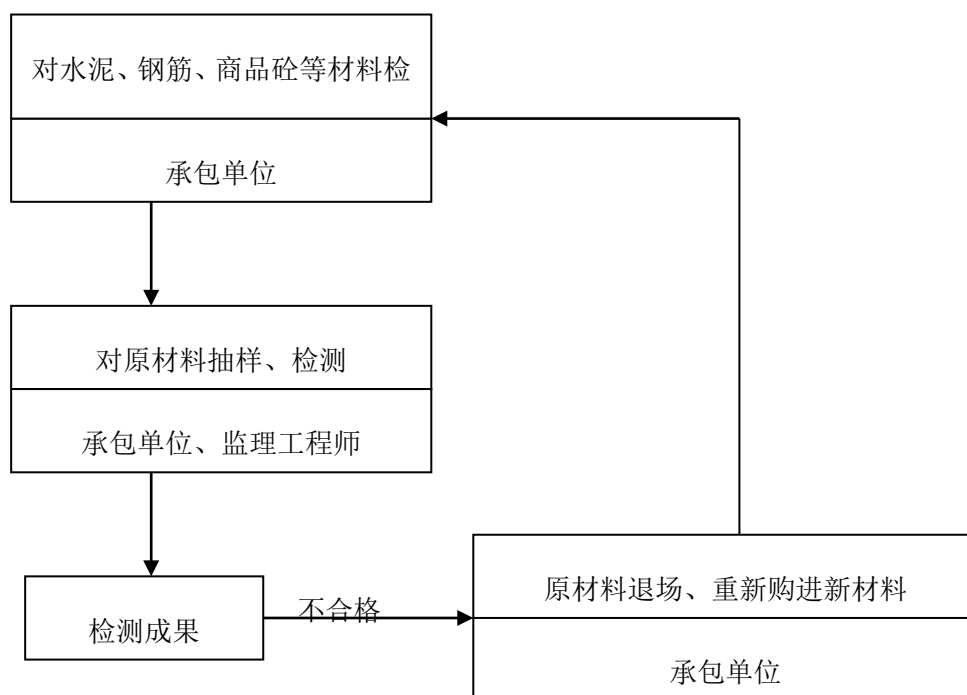 对水泥、钢筋、商品砼等材料检
承包单位
对原材料抽样、检测
承包单位、监理工程师
检测成果
不合格
原材料退场、重新购进新材料
承包单位